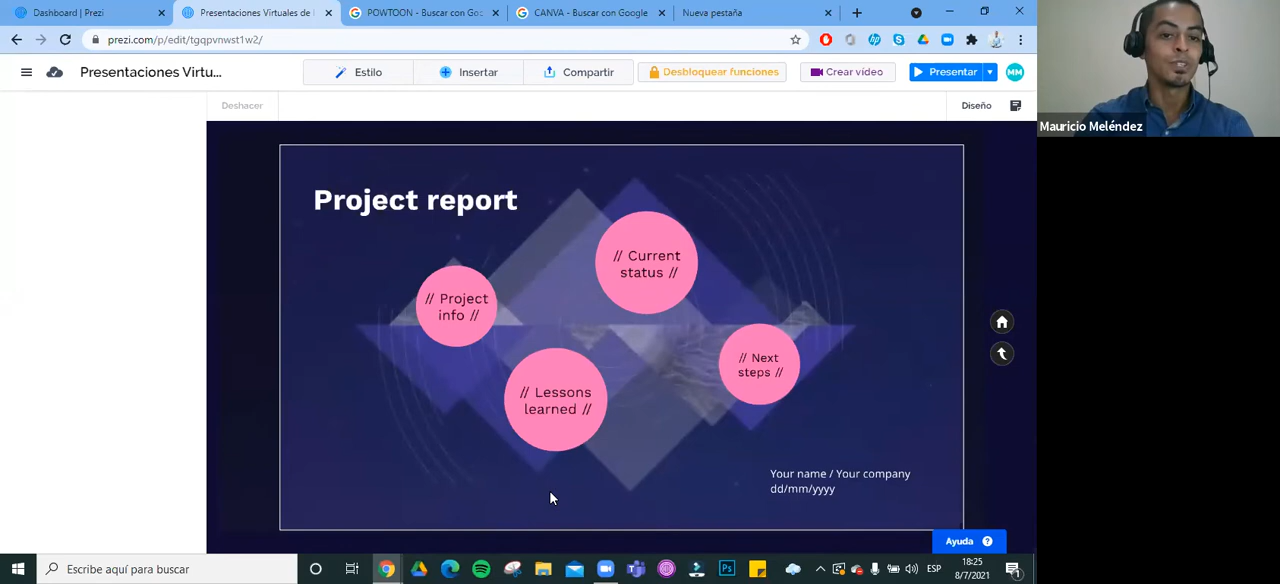 Dashboard | Prezi
Presentaciones Virtuales de
POWTOON - Buscar con Go
CANVA - Buscar con Google
Nueva pestaña
prezi.com/p/edit/tgqpvnwst1w2/
Presentaciones Virtu...
Estilo
Insertar
Compartir
Desbloquear funciones
Crear vídeo
Presentar
MM
Deshacer
Diseño
Mauricio Meléndez
Project report
// Current
status //
// Project
info //
// Next
steps //
// Lessons
learned //
Your name / Your company
dd/mm/yyyy
Ayuda ?
Escribe aquí para buscar
Ps
ESP
18:25
8/7/2021
1